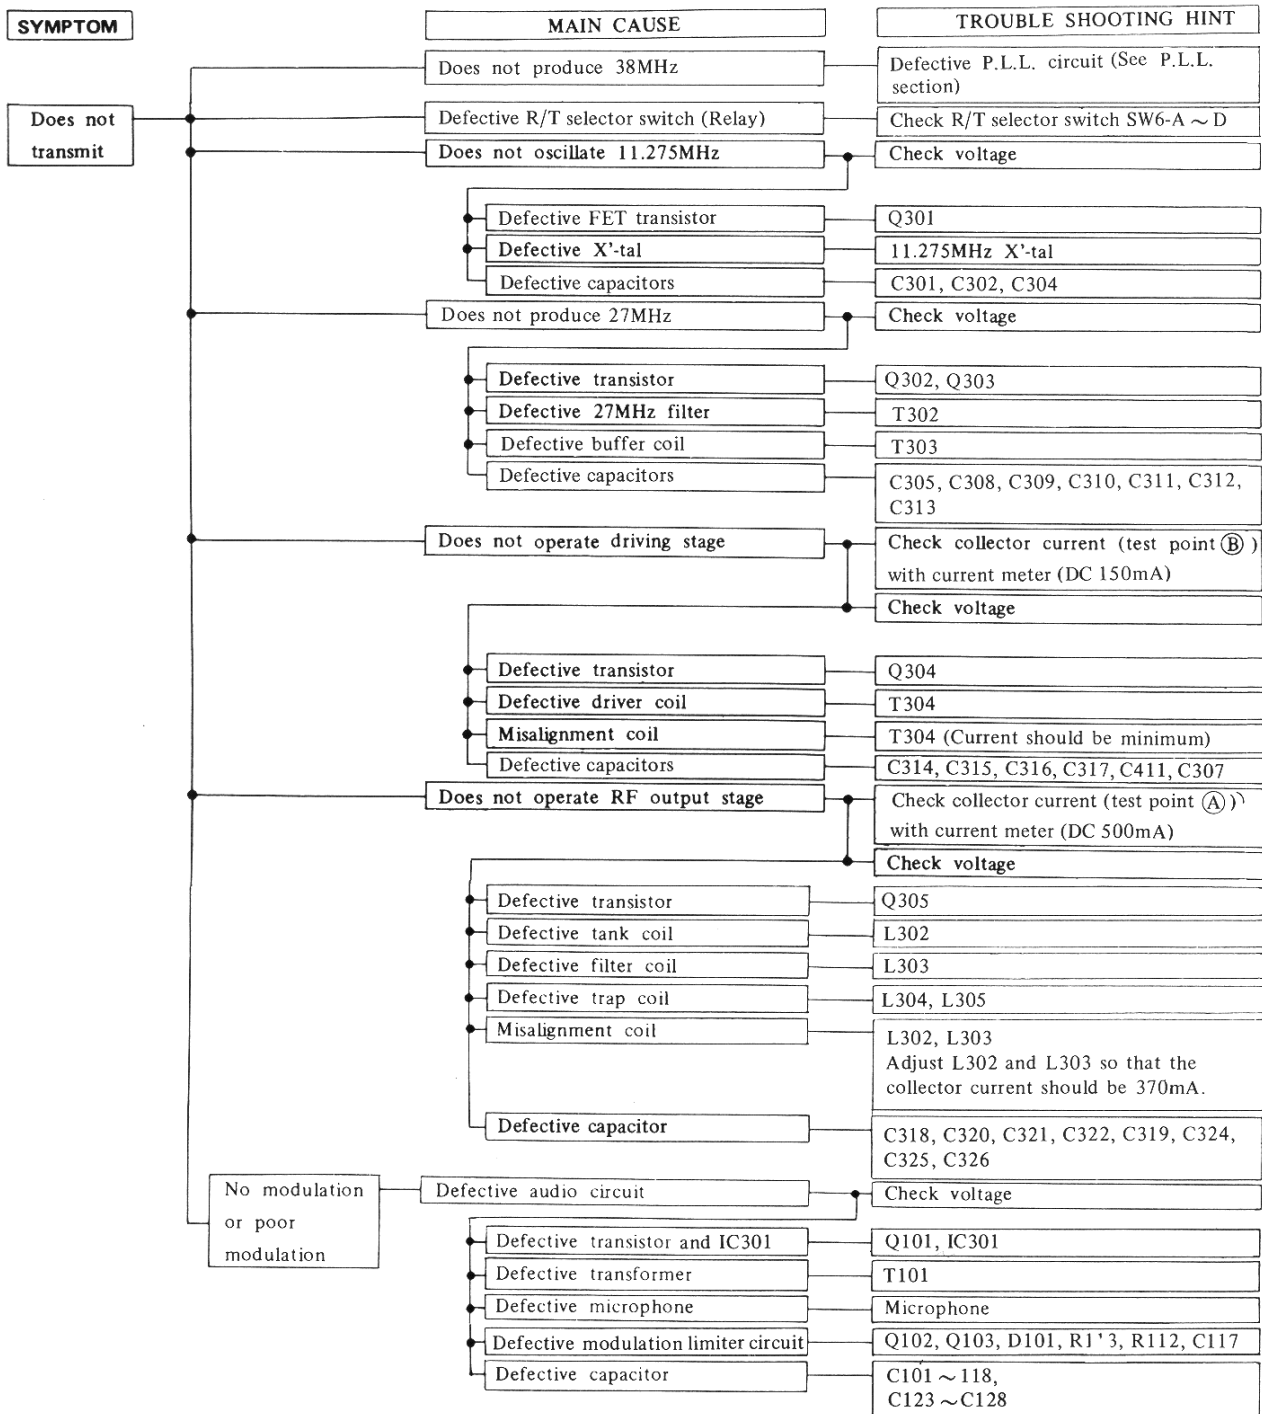 SYMPTOM
MAIN CAUSE
TROUBLE SHOOTING HINT
Does not
transmit
Does not produce 38MHz
Defective P.L.L. circuit (See P.L.L.
section)
Defective R/T selector switch (Relay)
Check R/T selector switch SW6-A ~ D
Does not oscillate 11.275MHz
Check voltage
Defective FET transistor
Q301
Defective X'-tal
11.275MHz X'-tal
Defective capacitors
C301, C302, C304
Does not produce 27MHz
Check voltage
Defective transistor
Q302, Q303
Defective 27MHz filter
T302
Defective buffer coil
T303
Defective capacitors
C305, C308, C309, C310, C311, C312,
C313
Does not operate driving stage
Check collector current (test point Ⓑ )
with current meter (DC 150mA)
Check voltage
Defective transistor
Q304
Defective driver coil
T304
Misalignment coil
T304 (Current should be minimum)
Defective capacitors
C314, C315, C316, C317, C411, C307
Does not operate RF output stage
Check collector current (test point Ⓐ )
with current meter (DC 500mA)
Check voltage
Defective transistor
Q305
Defective tank coil
L302
Defective filter coil
L303
Defective trap coil
L304, L305
Misalignment coil
L302, L303
Adjust L302 and L303 so that the
collector current should be 370mA.
Defective capacitor
C318, C320, C321, C322, C319, C324,
C325, C326
No modulation
or poor
modulation
Defective audio circuit
Check voltage
Defective transistor and IC301
Q101, IC301
Defective transformer
T101
Defective microphone
Microphone
Defective modulation limiter circuit
Q102, Q103, D101, R1'3, R112, C117
Defective capacitor
C101 ~ 118,
C123 ~ C128